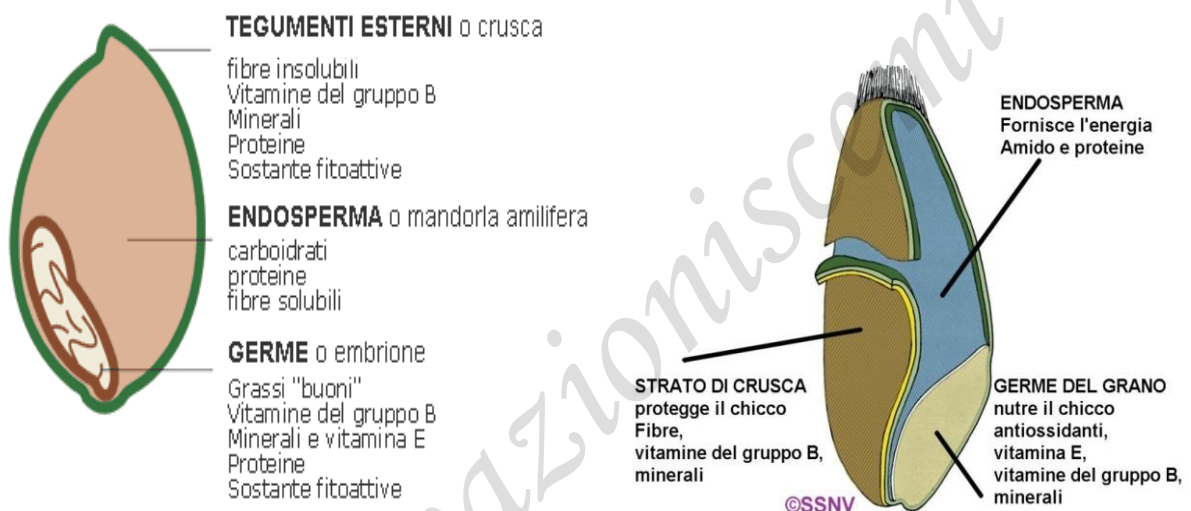 TEGUMENTI ESTERNI o crusca
fibre insolubili
Vitamine del gruppo B
Minerali
Proteine
Sostante fitoattive
ENDOSPERMA o mandorla amilifera
carboidrati
proteine
fibre solubili
GERME o embrione
Grassi "buoni"
Vitamine del gruppo B
Minerali e vitamina E
Proteine
Sostante fitoattive
ENDOSPERMA
Fornisce l'energia
Amido e proteine
STRATO DI CRUSCA
protegge il chicco
Fibre,
vitamine del gruppo B,
minerali
GERME DEL GRANO
nutre il chicco
antiossidanti,
vitamina E,
vitamine del gruppo B,
minerali
©SSNV